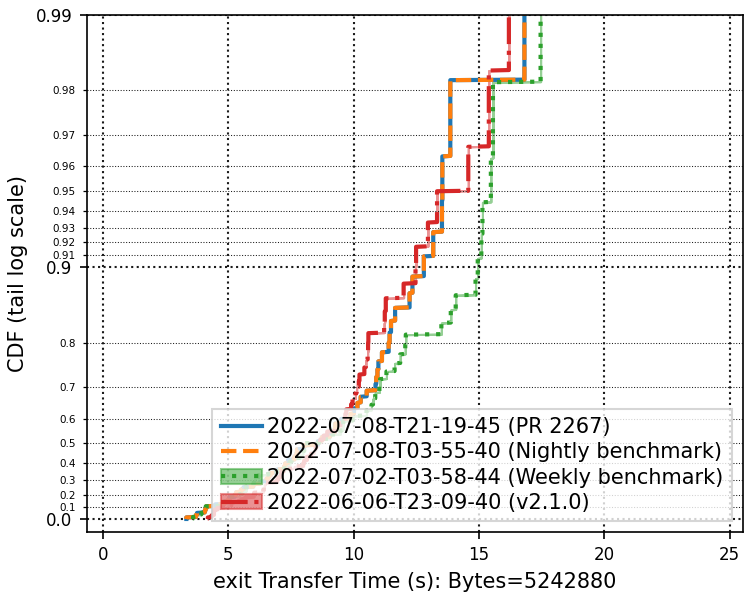 0.99
0.98
0.97
0.96
0.95
0.94
0.93
0.92
0.91
0.9
0.8
0.7
0.6
0.5
0.4
0.3
0.2
0.1
0.0
CDF (tail log scale)
2022-07-08-T21-19-45 (PR 2267)
2022-07-08-T03-55-40 (Nightly benchmark)
2022-07-02-T03-58-44 (Weekly benchmark)
2022-06-06-T23-09-40 (v2.1.0)
0 5 10 15 20 25
exit Transfer Time (s): Bytes=5242880